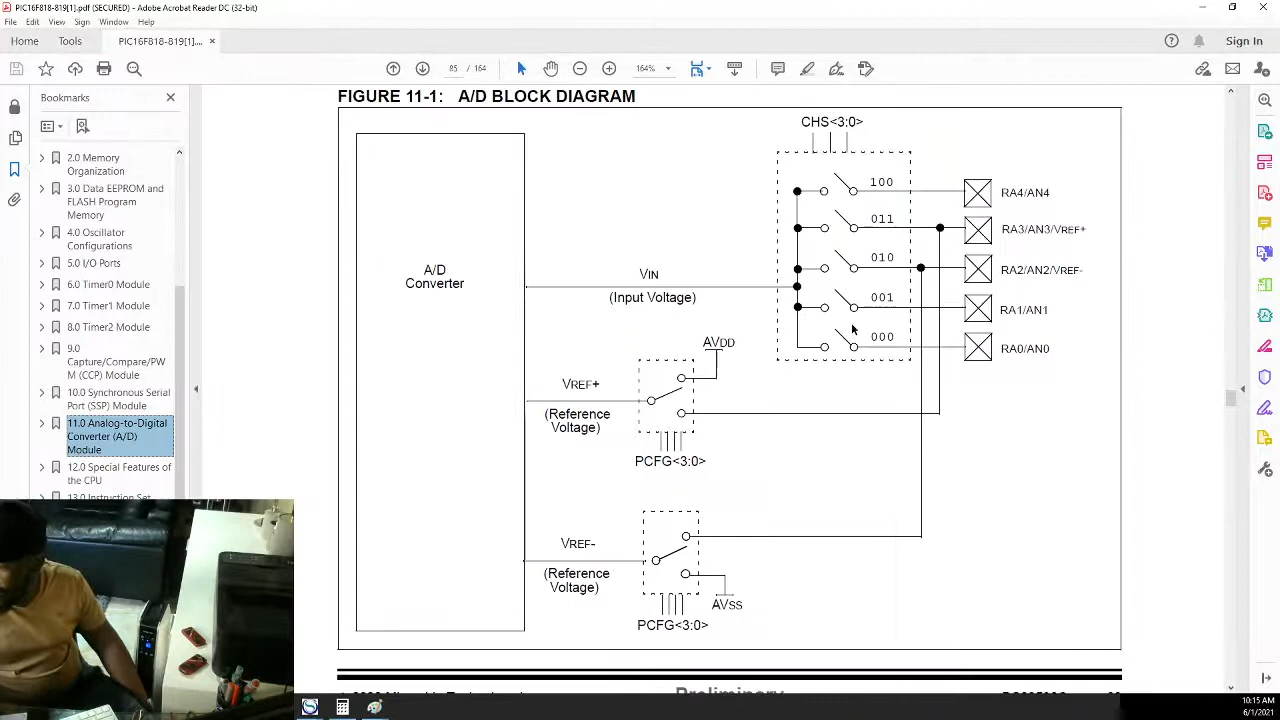 PIC16F818-819[1].pdf (SECURED) - Adobe Acrobat Reader DC (32-bit)
File Edit View Sign Window Help
Home Tools PIC16F818-819[1].... × Sign In
85 / 164 164%
Bookmarks
2.0 Memory
Organization
3.0 Data EEPROM and
FLASH Program
Memory
4.0 Oscillator
Configurations
5.0 I/O Ports
6.0 Timer0 Module
7.0 Timer1 Module
8.0 Timer2 Module
9.0
Capture/Compare/PW
M (CCP) Module
10.0 Synchronous Serial
Port (SSP) Module
11.0 Analog-to-Digital
Converter (A/D)
Module
12.0 Special Features of
the CPU
13.0 Instruction Set
FIGURE 11-1: A/D BLOCK DIAGRAM
CHS<3:0>
100 RA4/AN4
011 RA3/AN3/VREF+
010 RA2/AN2/VREF-
001 RA1/AN1
000 RA0/AN0
A/D
Converter
VIN
(Input Voltage)
AVDD
VREF+
(Reference
Voltage)
PCFG<3:0>
VREF-
(Reference
Voltage)
AVSS
PCFG<3:0>
Preliminary
10:15 AM
6/1/2021